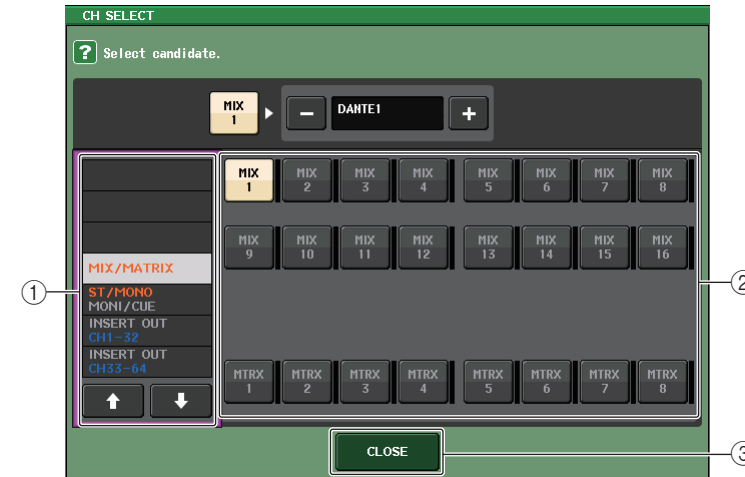 CH SELECT
? Select candidate.
MIX 1
−
DANTE1
+
MIX/MATRIX
ST/MONO
MONI/CUE
INSERT OUT
CH1-32
INSERT OUT
CH33-64
MIX 1 MIX 2 MIX 3 MIX 4 MIX 5 MIX 6 MIX 7 MIX 8
MIX 9 MIX 10 MIX 11 MIX 12 MIX 13 MIX 14 MIX 15 MIX 16
MTRX 1 MTRX 2 MTRX 3 MTRX 4 MTRX 5 MTRX 6 MTRX 7 MTRX 8
CLOSE
1
2
3